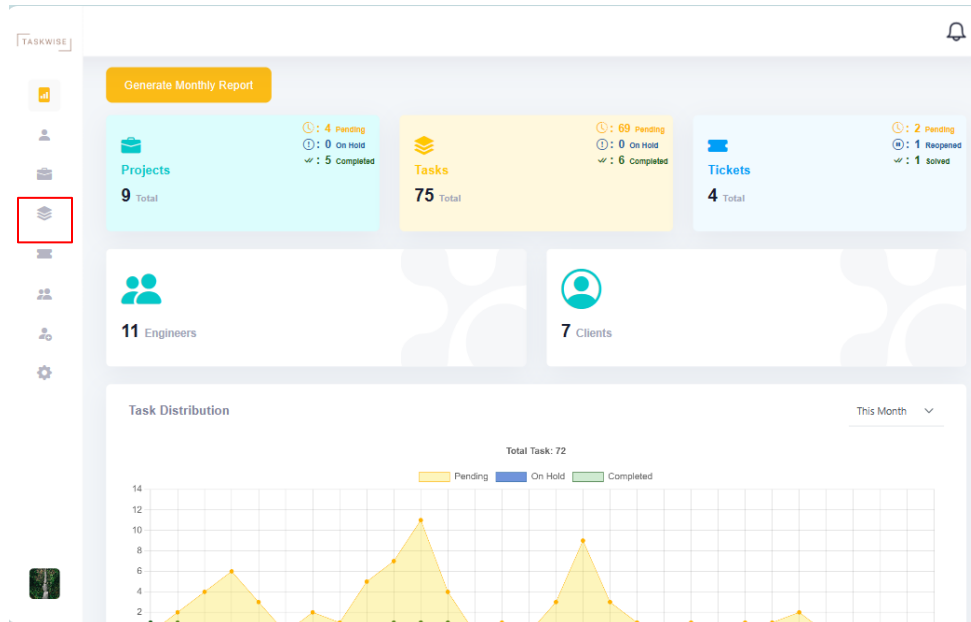 TASKWISE
Generate Monthly Report
: 4 Pending
: 0 On Hold
: 5 Completed
Projects
9 Total
: 69 Pending
: 0 On Hold
: 6 Completed
Tasks
75 Total
: 2 Pending
: 1 Reopened
: 1 Solved
Tickets
4 Total
11 Engineers
7 Clients
Task Distribution
This Month
Total Task: 72
Pending On Hold Completed
14
12
10
8
6
4
2